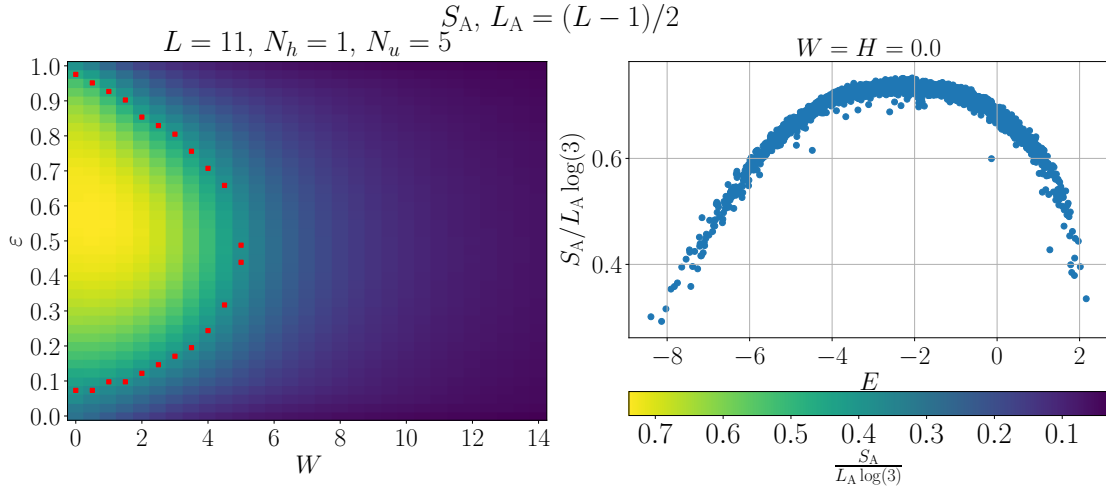 S_A, L_A = (L − 1)/2
L = 11, N_h = 1, N_u = 5
1.0
0.9
0.8
0.7
0.6
0.5
0.4
0.3
0.2
0.1
0.0
ε
0 2 4 6 8 10 12 14
W
W = H = 0.0
S_A/L_A log(3)
0.6
0.4
−8 −6 −4 −2 0 2
E
0.7 0.6 0.5 0.4 0.3 0.2 0.1
S_A
L_A log(3)